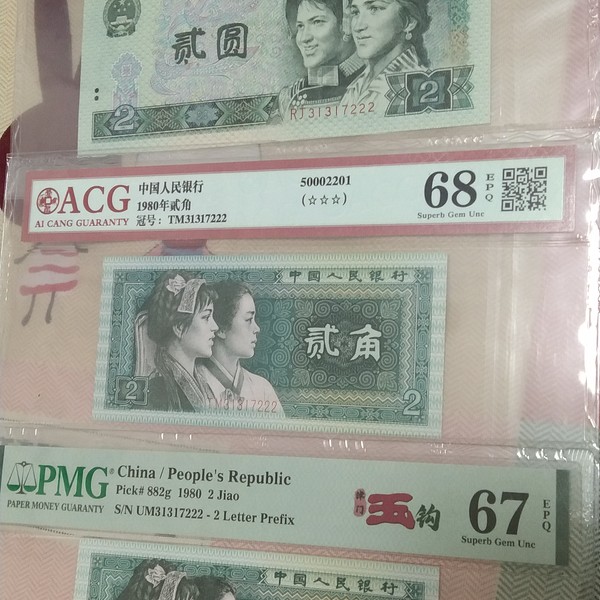 贰圆
2
RJ31317222
2
ACG
AI CANG GUARANTY
中国人民银行
1980年贰角
冠号：TM31317222
50002201
(☆☆☆)
68
EPQ
Superb Gem Unc
中国人民银行
贰角
2
TM31317222
2
PMG
PAPER MONEY GUARANTY
China / People's Republic
Pick# 882g 1980 2 Jiao
S/N UM31317222 - 2 Letter Prefix
玉钩
67
EPQ
Superb Gem Unc
中国人民银行